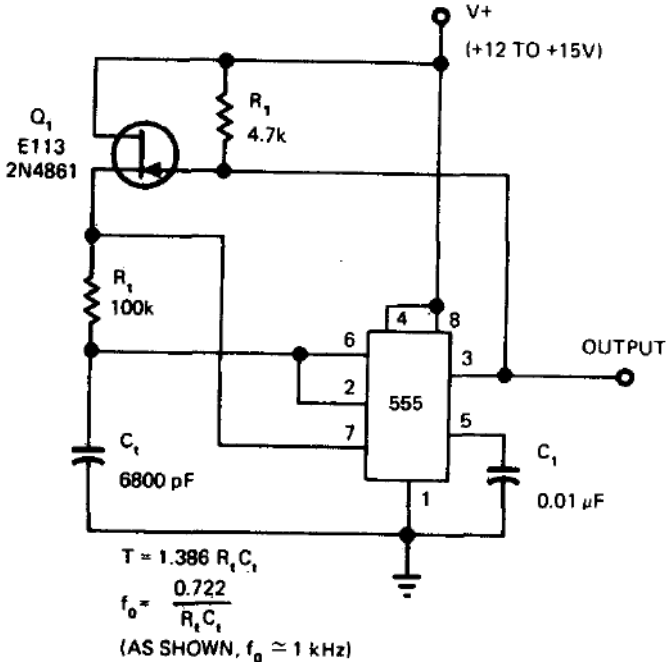 V+
(+12 TO +15V)
Q1
E113
2N4861
R1
4.7k
Rt
100k
4
8
6
3
OUTPUT
2
555
5
7
Ct
6800 pF
C1
0.01 μF
1
T = 1.386 RtCt
f0 = 0.722
RtCt
(AS SHOWN, f0 ≃ 1 kHz)